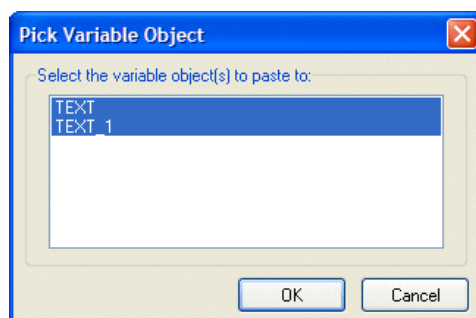 Pick Variable Object
Select the variable object(s) to paste to:
TEXT
TEXT_1
OK
Cancel